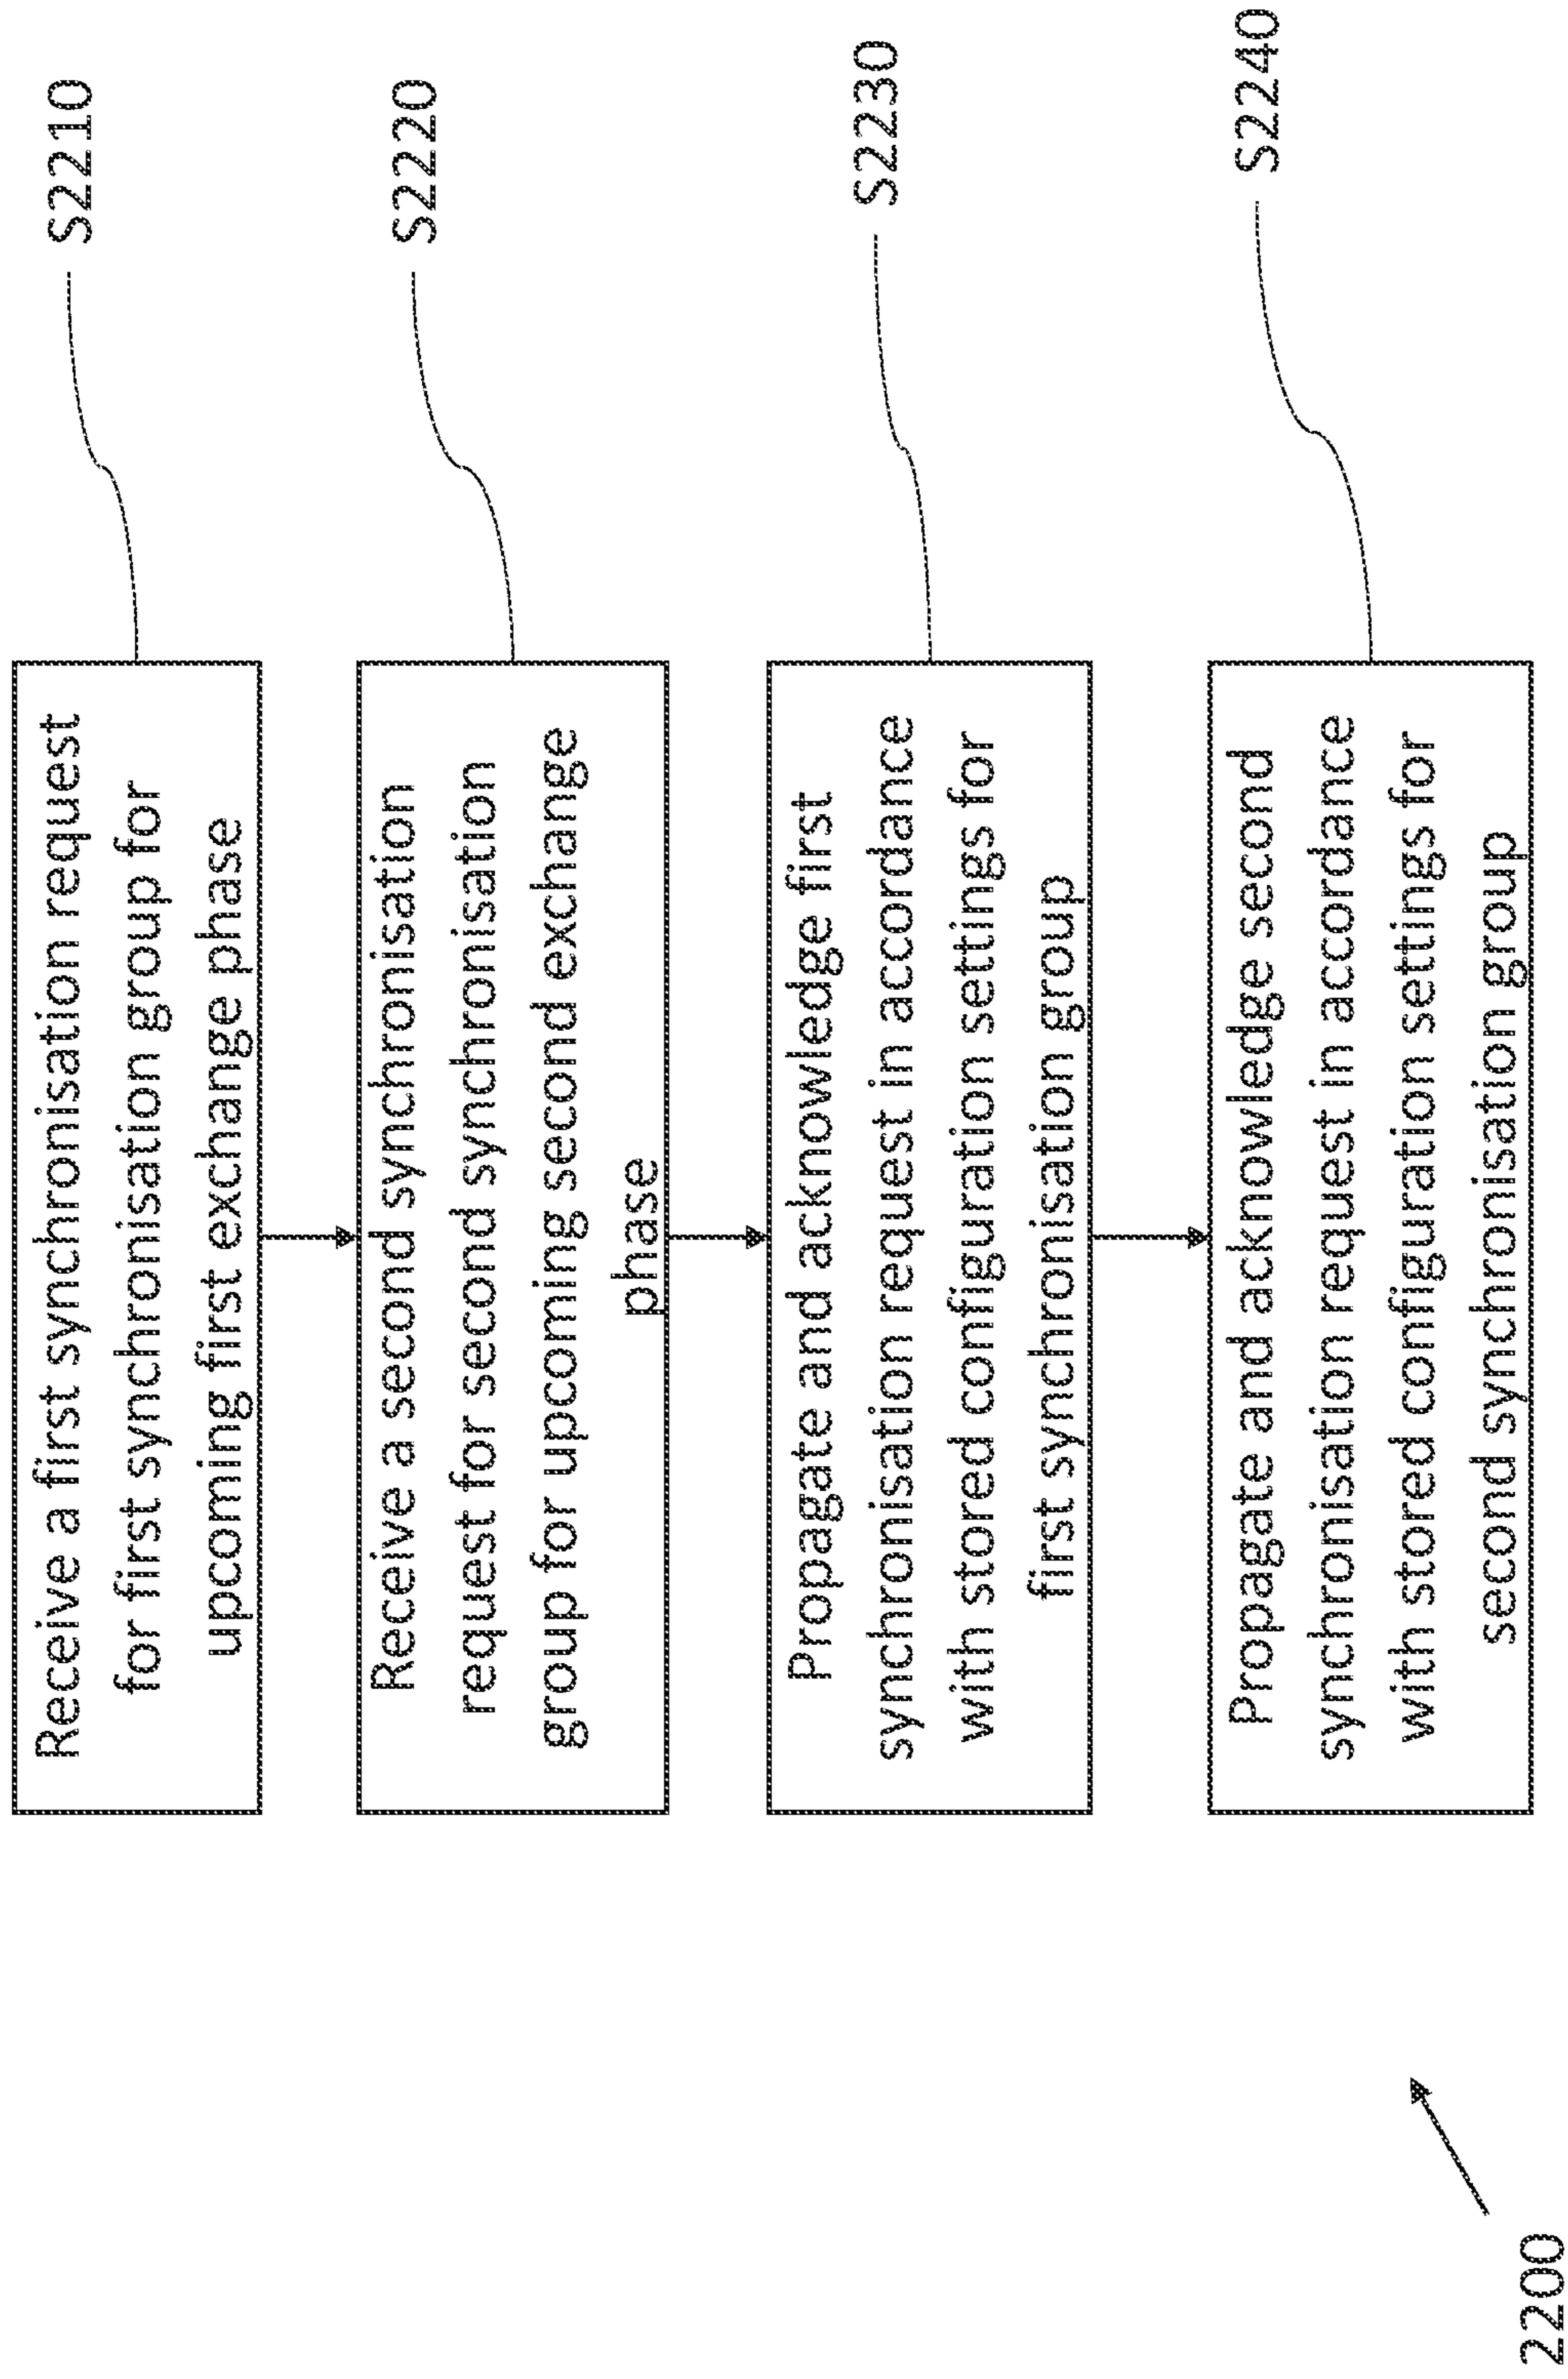 Receive a first synchronisation request
for first synchronisation group for
upcoming first exchange phase
S2210
Receive a second synchronisation
request for second synchronisation
group for upcoming second exchange
phase
S2220
Propagate and acknowledge first
synchronisation request in accordance
with stored configuration settings for
first synchronisation group
S2230
Propagate and acknowledge second
synchronisation request in accordance
with stored configuration settings for
second synchronisation group
S2240
2200